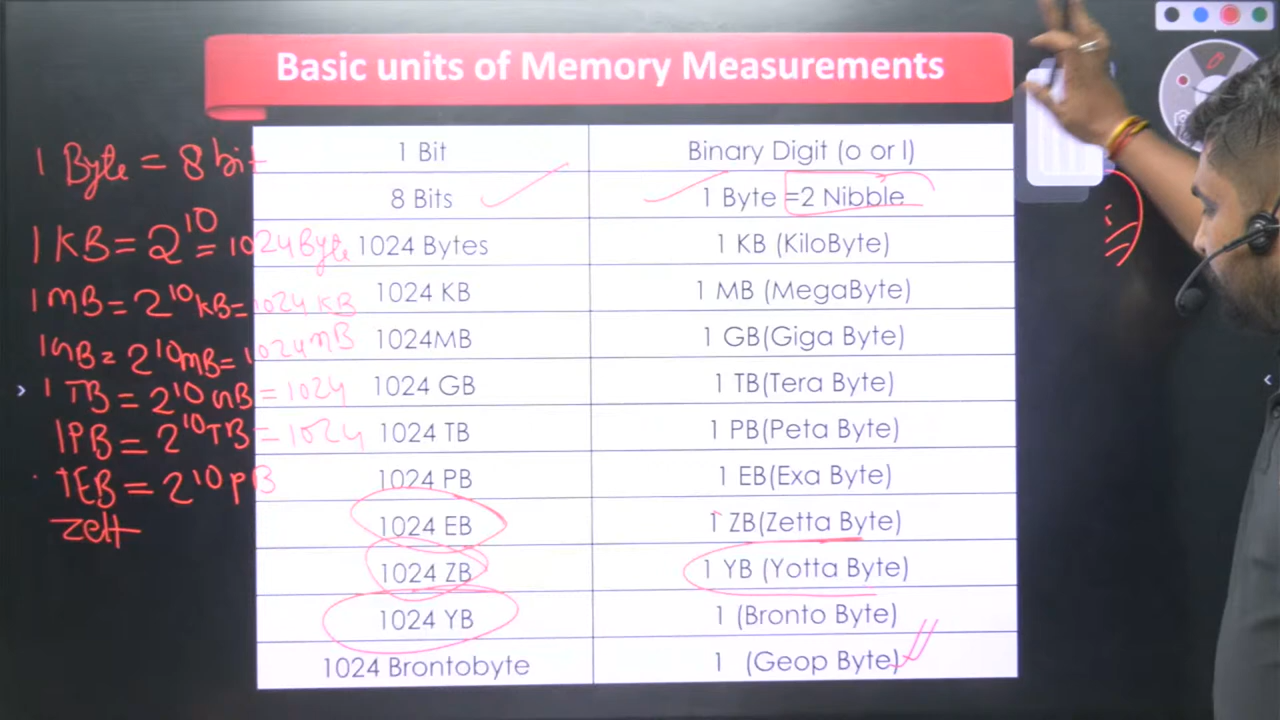 Basic units of Memory Measurements
1 Bit	Binary Digit (o or l)
8 Bits	1 Byte =2 Nibble
1024 Bytes	1 KB (KiloByte)
1024 KB	1 MB (MegaByte)
1024MB	1 GB(Giga Byte)
1024 GB	1 TB(Tera Byte)
1024 TB	1 PB(Peta Byte)
1024 PB	1 EB(Exa Byte)
1024 EB	1 ZB(Zetta Byte)
1024 ZB	1 YB (Yotta Byte)
1024 YB	1 (Bronto Byte)
1024 Brontobyte	1 (Geop Byte)
1 Byte = 8 bit
1 KB = 2¹⁰ = 1024 Byte
1 MB = 2¹⁰ KB = 1024 KB
1 GB = 2¹⁰ MB = 1024 MB
1 TB = 2¹⁰ GB = 1024
1 PB = 2¹⁰ TB = 1024
1 EB = 2¹⁰ PB
Zett